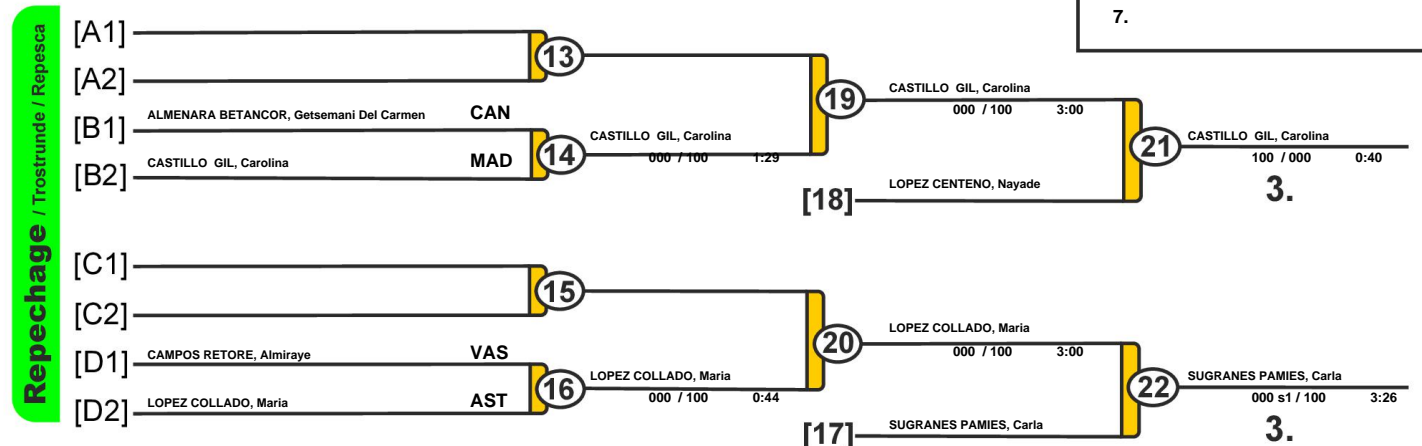 7.
Repechage / Trostrunde / Repesca
[A1]
[A2]
13
[B1] ALMENARA BETANCOR, Getsemani Del Carmen CAN
[B2] CASTILLO GIL, Carolina MAD
14
CASTILLO GIL, Carolina
000 / 100 1:29
19
CASTILLO GIL, Carolina
000 / 100 3:00
[18] LOPEZ CENTENO, Nayade
21
CASTILLO GIL, Carolina
100 / 000 0:40
3.
[C1]
[C2]
15
[D1] CAMPOS RETORE, Almiraye VAS
[D2] LOPEZ COLLADO, Maria AST
16
LOPEZ COLLADO, Maria
000 / 100 0:44
20
LOPEZ COLLADO, Maria
000 / 100 3:00
[17] SUGRANES PAMIES, Carla
22
SUGRANES PAMIES, Carla
000 s1 / 100 3:26
3.